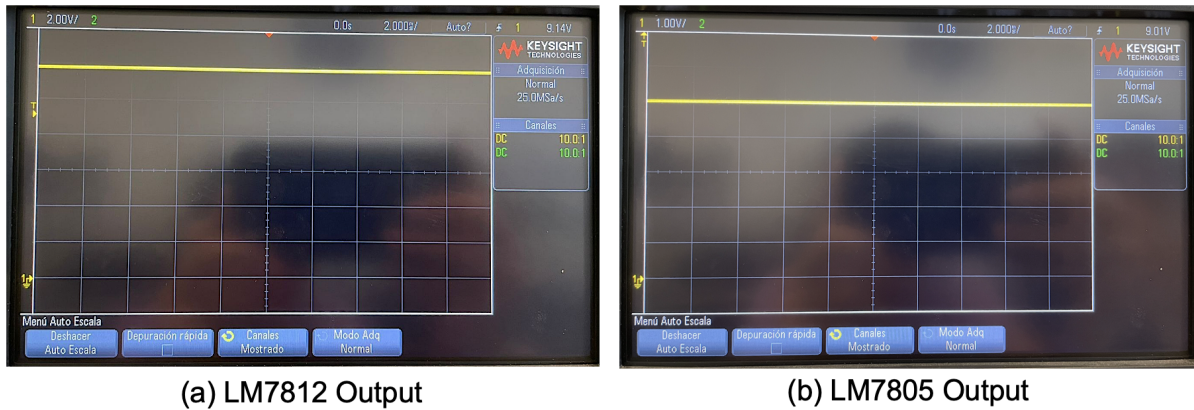 1 2.00V/ 2 0.0s 2.000s/ Auto? 1 9.14V
KEYSIGHT
TECHNOLOGIES
Adquisición
Normal
25.0MSa/s
Canales
DC 10.0:1
DC 10.0:1
T
1
Menú Auto Escala
Deshacer
Auto Escala
Depuración rápida
Canales
Mostrado
Modo Adq
Normal
(a) LM7812 Output
1 1.00V/ 2 0.0s Auto? 1 9.01V
KEYSIGHT
TECHNOLOGIES
Adquisición
Normal
25.0MSa/s
Canales
DC 10.0:1
DC 10.0:1
T
1
Menú Auto Escala
Deshacer
Auto Escala
Depuración rápida
Canales
Mostrado
Modo Adq
Normal
(b) LM7805 Output